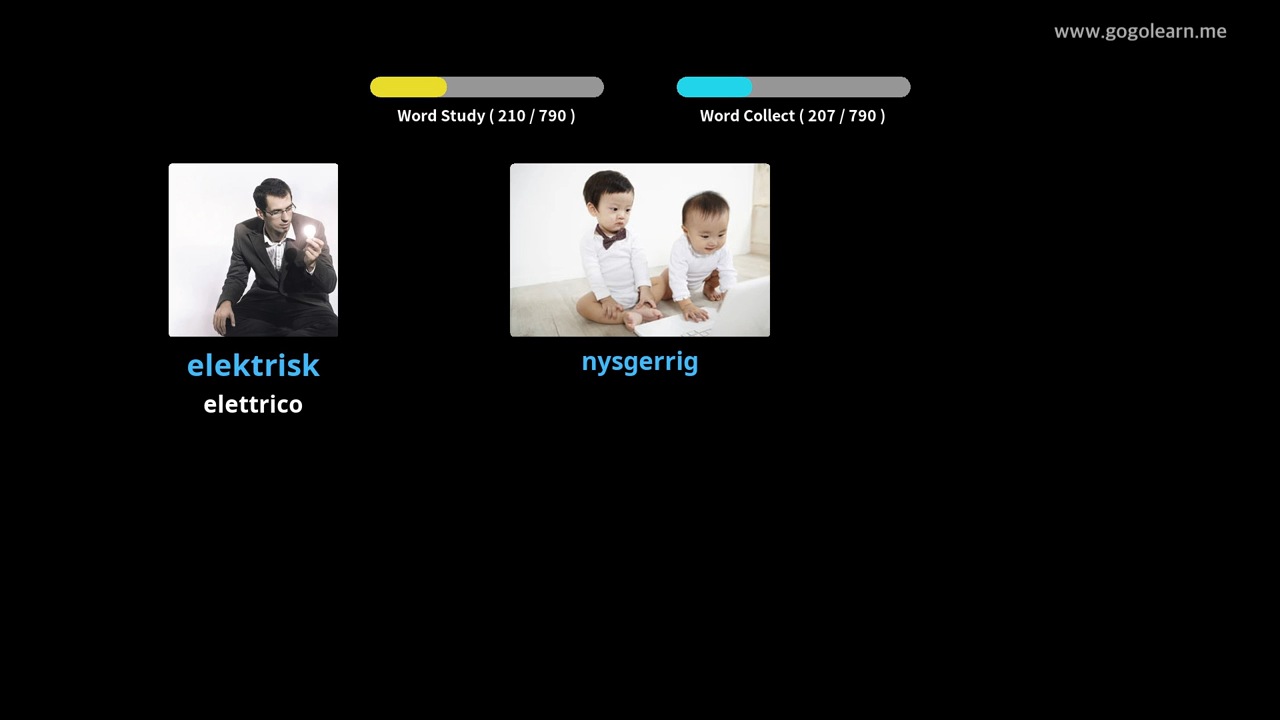 www.gogolearn.me
Word Study ( 210 / 790 )
Word Collect ( 207 / 790 )
elektrisk
elettrico
nysgerrig